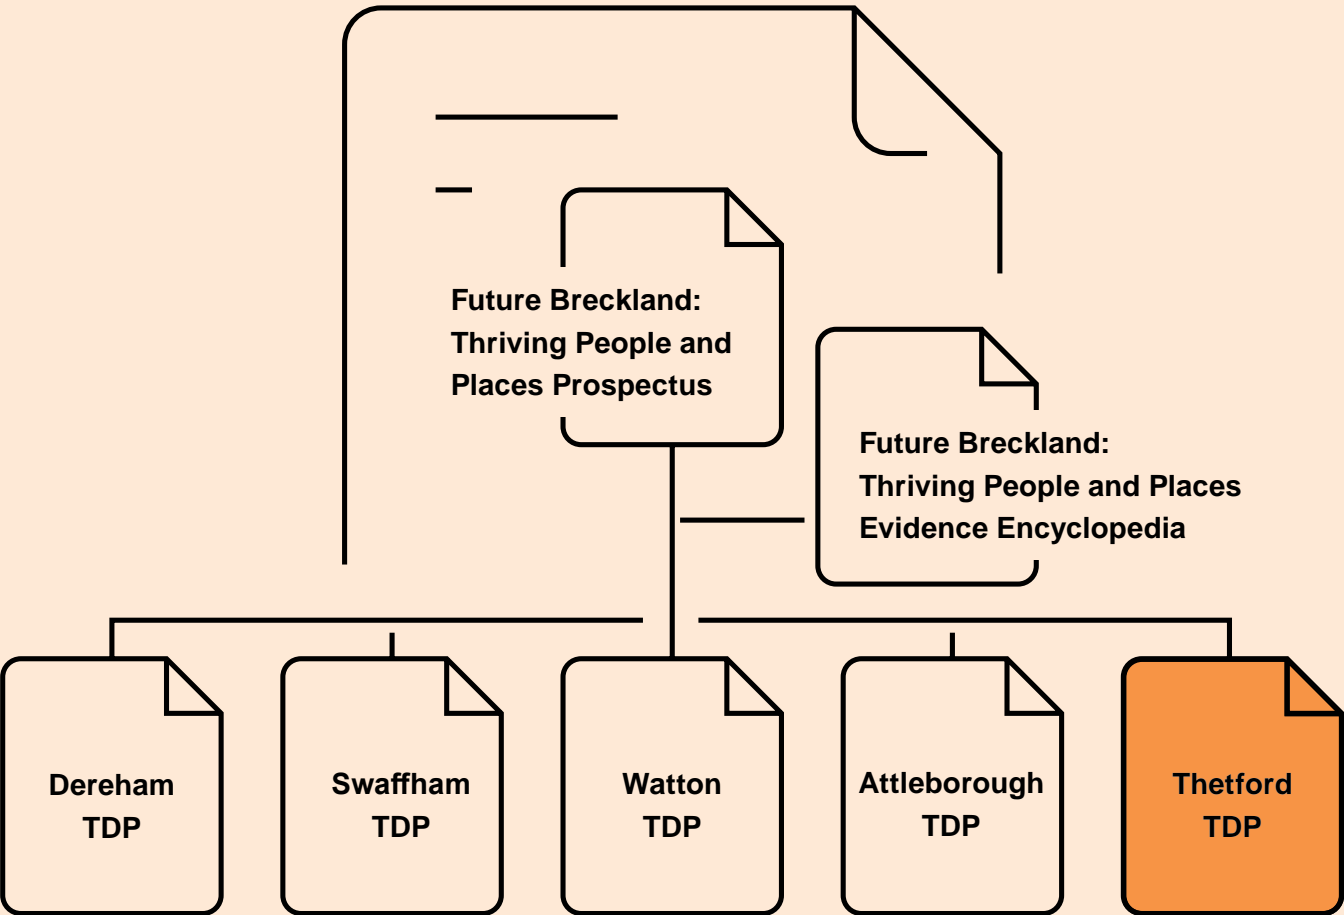 Future Breckland:
Thriving People and
Places Prospectus
Future Breckland:
Thriving People and Places
Evidence Encyclopedia
Dereham
TDP
Swaffham
TDP
Watton
TDP
Attleborough
TDP
Thetford
TDP